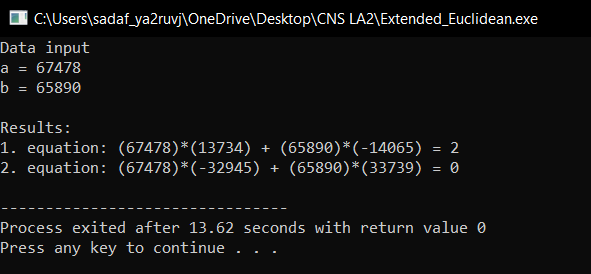 C:\Users\sadaf_ya2ruvj\OneDrive\Desktop\CNS LA2\Extended_Euclidean.exe
Data input
a = 67478
b = 65890

Results:
1. equation: (67478)*(13734) + (65890)*(-14065) = 2
2. equation: (67478)*(-32945) + (65890)*(33739) = 0

--------------------------------
Process exited after 13.62 seconds with return value 0
Press any key to continue . . .